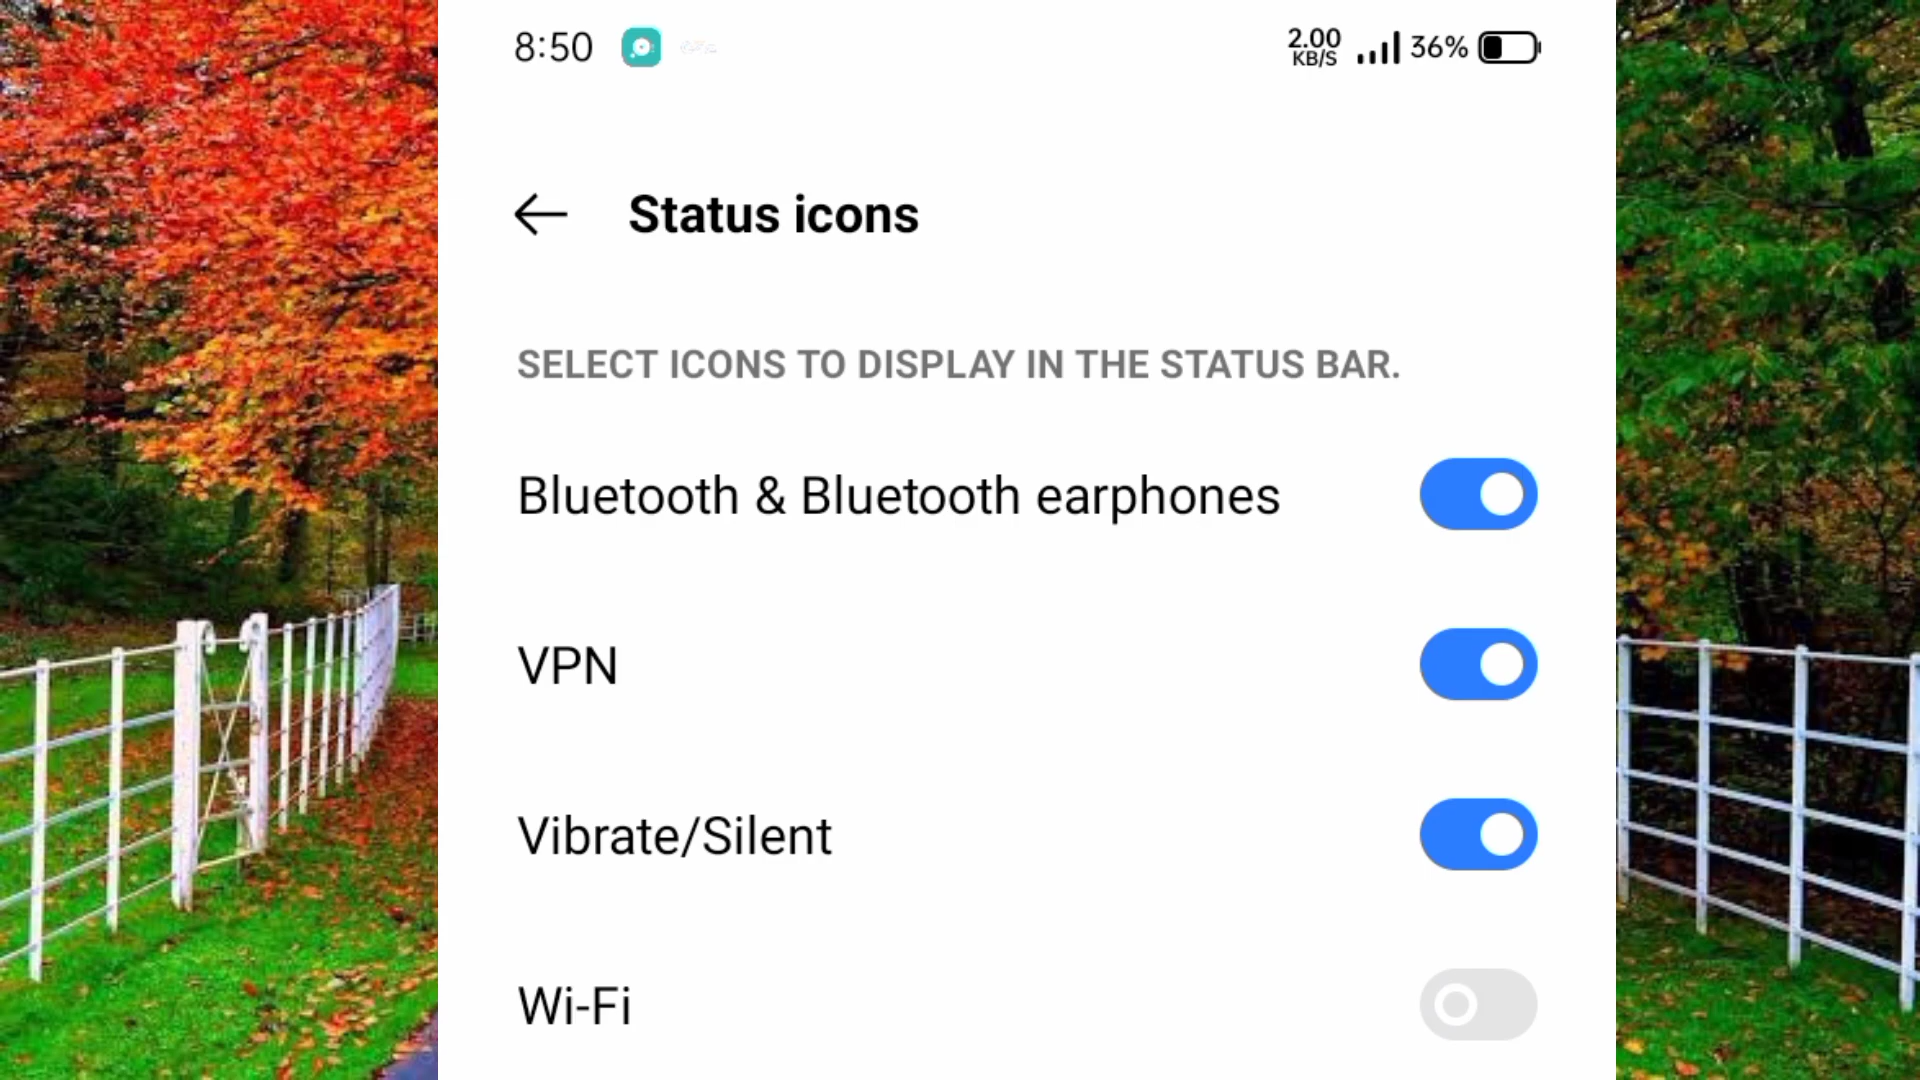 8:50
2.00
KB/S
36%
Status icons
SELECT ICONS TO DISPLAY IN THE STATUS BAR.
Bluetooth & Bluetooth earphones
VPN
Vibrate/Silent
Wi-Fi